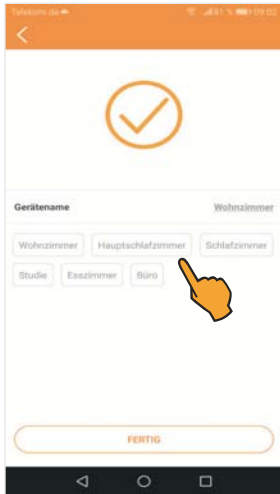 Telekom.de 81 % 09:02
Gerätename Wohnzimmer
Wohnzimmer Hauptschlafzimmer Schlafzimmer
Studie Esszimmer Büro
FERTIG